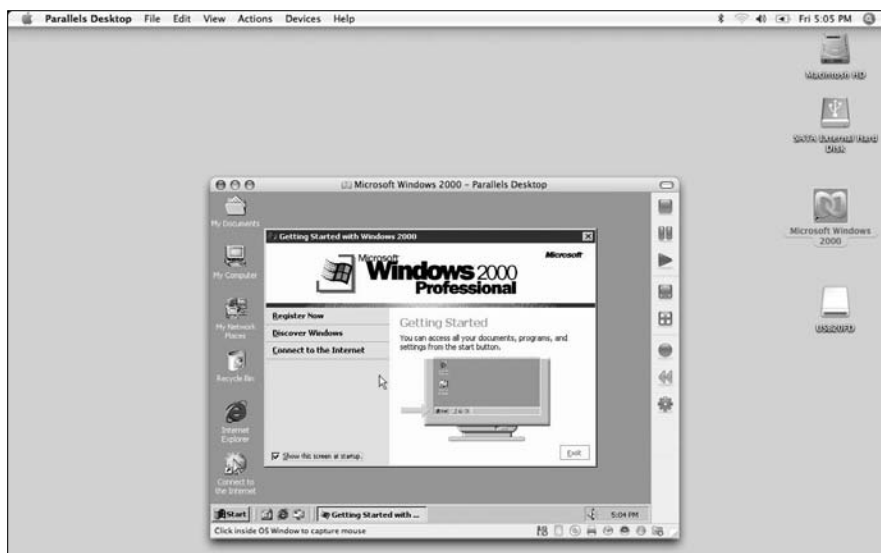 Parallels Desktop File Edit View Actions Devices Help Fri 5:05 PM
Macintosh HD
SATA External Hard
Disk
Microsoft Windows 2000 – Parallels Desktop
My Documents
Getting Started with Windows 2000
Microsoft Windows
2000
Microsoft
Microsoft
Windows 2000
Professional
My Computer
Register Now
Getting Started
Discover Windows
You can access all your documents, programs, and
settings from the start button.
Connect to the Internet
My Network
Places
Recycle Bin
Internet
Explorer
Show this screen at startup.
Exit
Connect to
the Internet
Start
Getting Started with ...
5:04 PM
Click inside OS Window to capture mouse